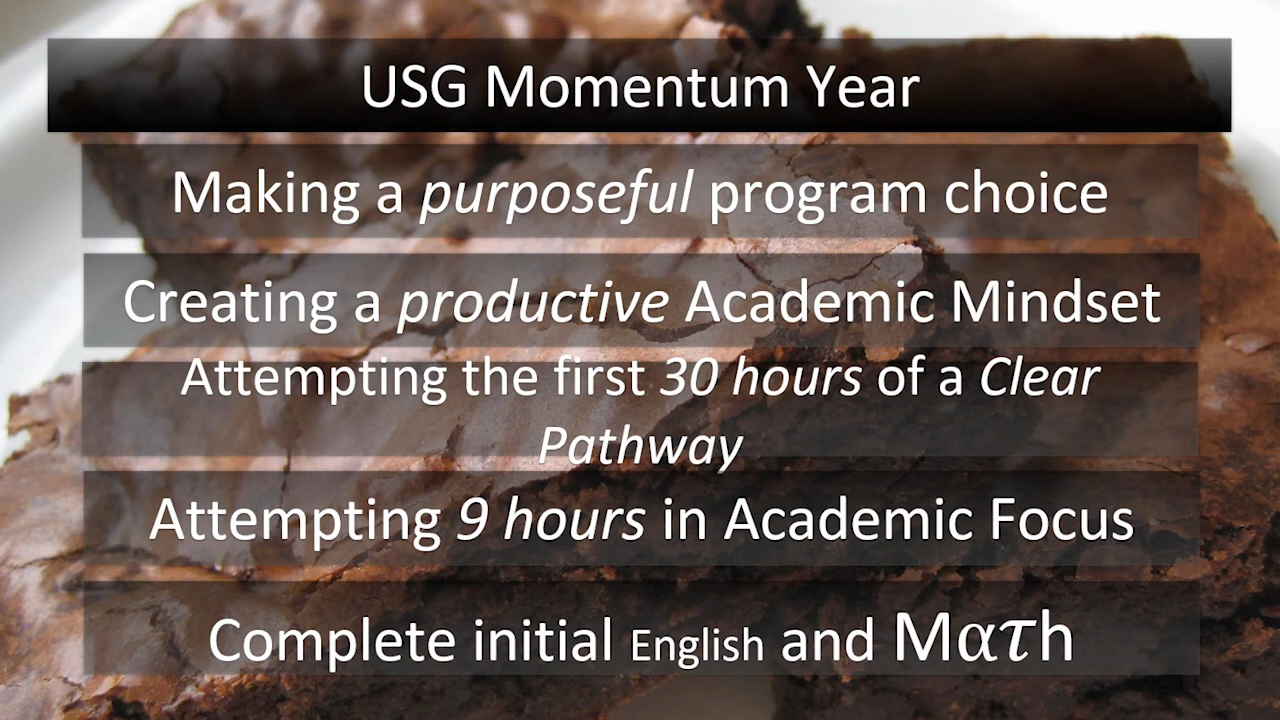 USG Momentum Year
Making a purposeful program choice
Creating a productive Academic Mindset
Attempting the first 30 hours of a Clear
Pathway
Attempting 9 hours in Academic Focus
Complete initial English and Mατh